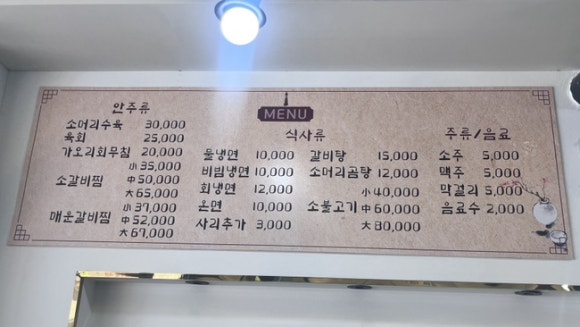 MENU
안주류
소머리수육 30,000
육회 25,000
가오리회무침 20,000
소갈비찜 小 35,000
中 50,000
大 65,000
매운갈비찜 小 37,000
中 52,000
大 67,000
식사류
물냉면 10,000
비빔냉면 10,000
회냉면 12,000
온면 10,000
사리추가 3,000
갈비탕 15,000
소머리곰탕 12,000
소불고기 小 40,000
中 60,000
大 80,000
주류/음료
소주 5,000
맥주 5,000
막걸리 5,000
음료수 2,000